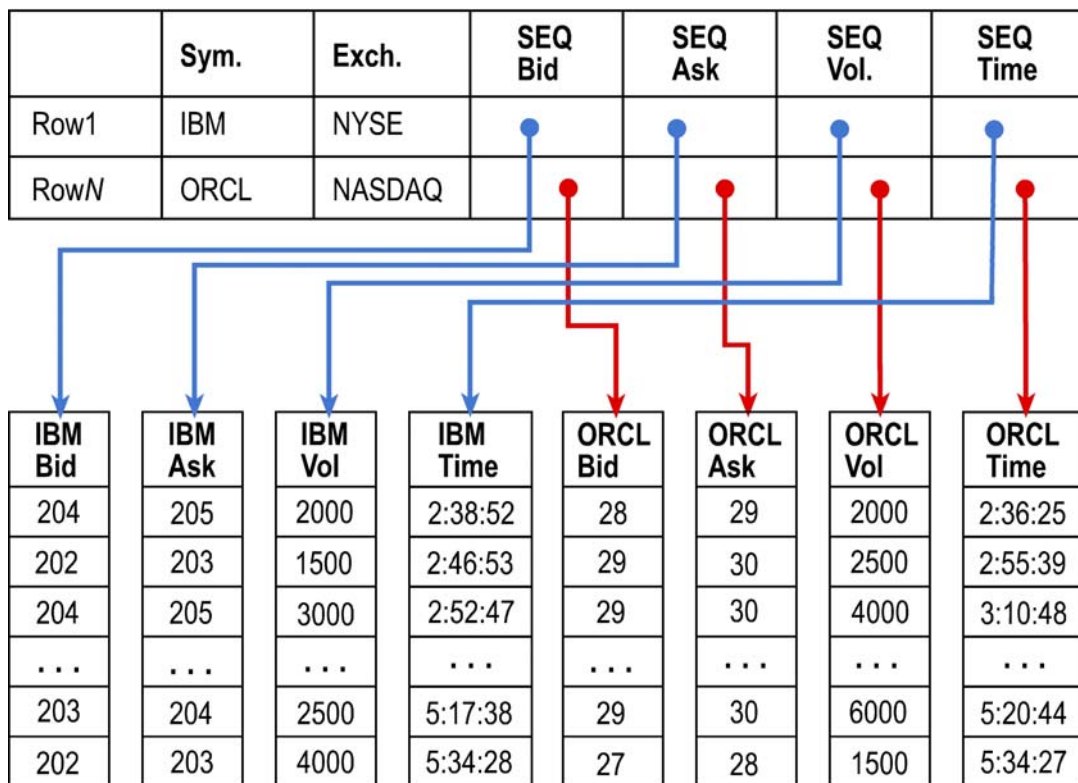 Sym. Exch. SEQ Bid SEQ Ask SEQ Vol. SEQ Time
Row1 IBM NYSE
RowN ORCL NASDAQ
IBM Bid IBM Ask IBM Vol IBM Time ORCL Bid ORCL Ask ORCL Vol ORCL Time
204 205 2000 2:38:52 28 29 2000 2:36:25
202 203 1500 2:46:53 29 30 2500 2:55:39
204 205 3000 2:52:47 29 30 4000 3:10:48
... ... ... ... ... ... ... ...
203 204 2500 5:17:38 29 30 6000 5:20:44
202 203 4000 5:34:28 27 28 1500 5:34:27